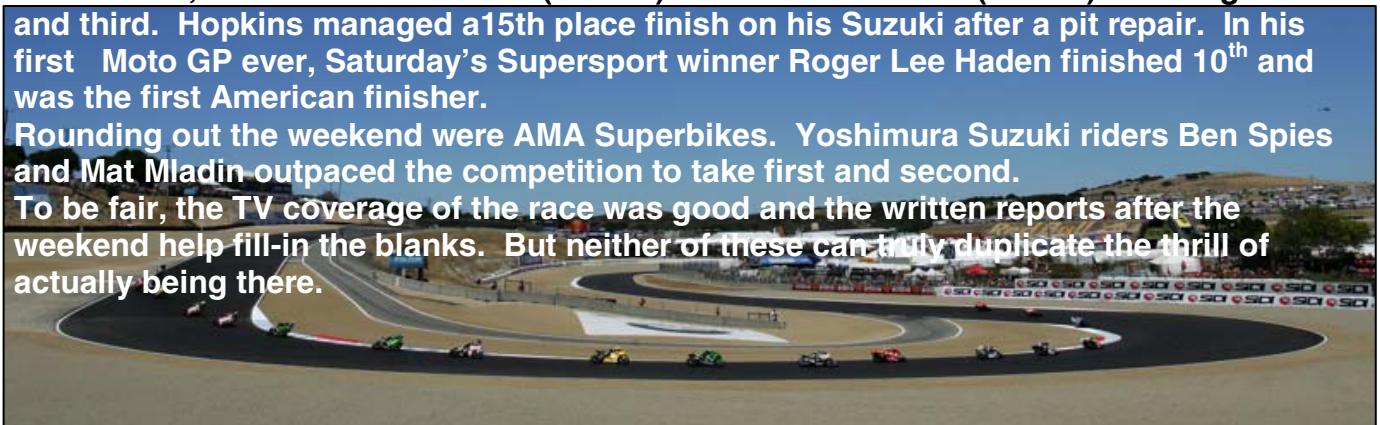 and third. Hopkins managed a15th place finish on his Suzuki after a pit repair. In his
first Moto GP ever, Saturday's Supersport winner Roger Lee Haden finished 10th and
was the first American finisher.
Rounding out the weekend were AMA Superbikes. Yoshimura Suzuki riders Ben Spies
and Mat Mladin outpaced the competition to take first and second.
To be fair, the TV coverage of the race was good and the written reports after the
weekend help fill-in the blanks. But neither of these can truly duplicate the thrill of
actually being there.